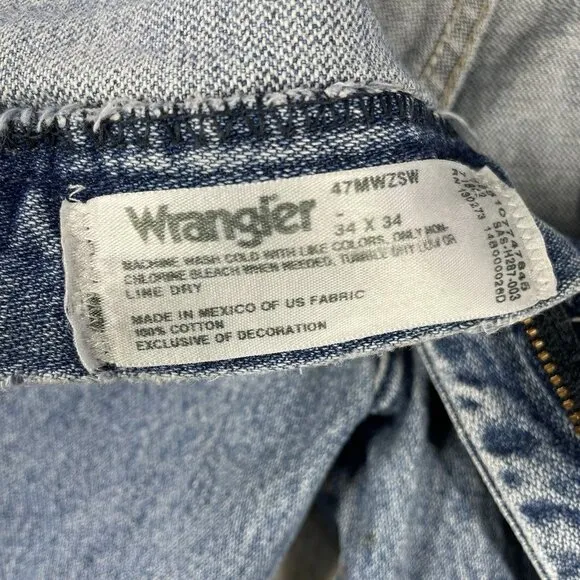 47MWZSW
Wrangler
34 X 34
MACHINE WASH COLD WITH LIKE COLORS, ONLY NON-
CHLORINE BLEACH WHEN NEEDED, TUMBLE DRY LOW OR
LINE DRY
MADE IN MEXICO OF US FABRIC
100% COTTON
EXCLUSIVE OF DECORATION